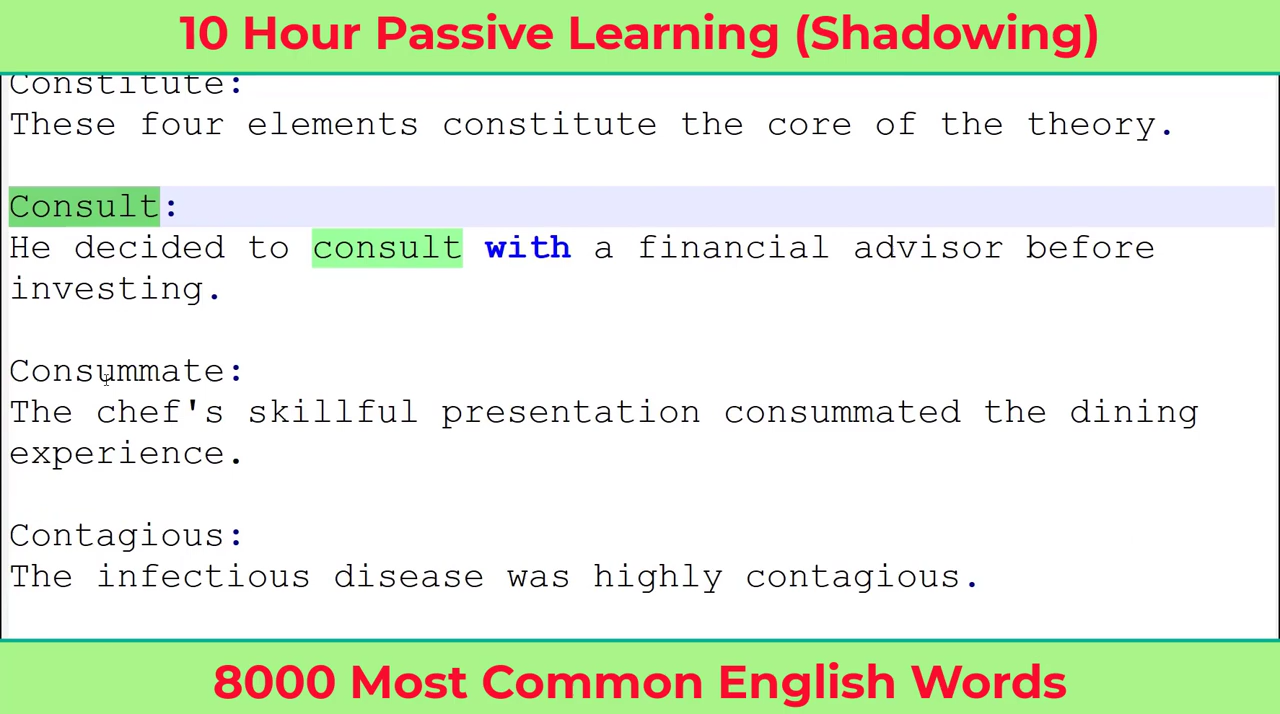 10 Hour Passive Learning (Shadowing)
Constitute:
These four elements constitute the core of the theory.
Consult:
He decided to consult with a financial advisor before
investing.
Consummate:
The chef's skillful presentation consummated the dining
experience.
Contagious:
The infectious disease was highly contagious.
8000 Most Common English Words